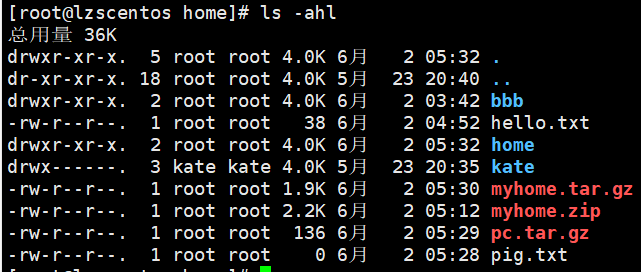 [root@lzscentos home]# ls -ahl
总用量 36K
drwxr-xr-x.  5 root root 4.0K 6月   2 05:32 .
dr-xr-xr-x. 18 root root 4.0K 5月  23 20:40 ..
drwxr-xr-x.  2 root root 4.0K 6月   2 03:42 bbb
-rw-r--r--.  1 root root   38 6月   2 04:52 hello.txt
drwxr-xr-x.  2 root root 4.0K 6月   2 05:32 home
drwx------.  3 kate kate 4.0K 5月  23 20:35 kate
-rw-r--r--.  1 root root 1.9K 6月   2 05:30 myhome.tar.gz
-rw-r--r--.  1 root root 2.2K 6月   2 05:12 myhome.zip
-rw-r--r--.  1 root root  136 6月   2 05:29 pc.tar.gz
-rw-r--r--.  1 root root    0 6月   2 05:28 pig.txt